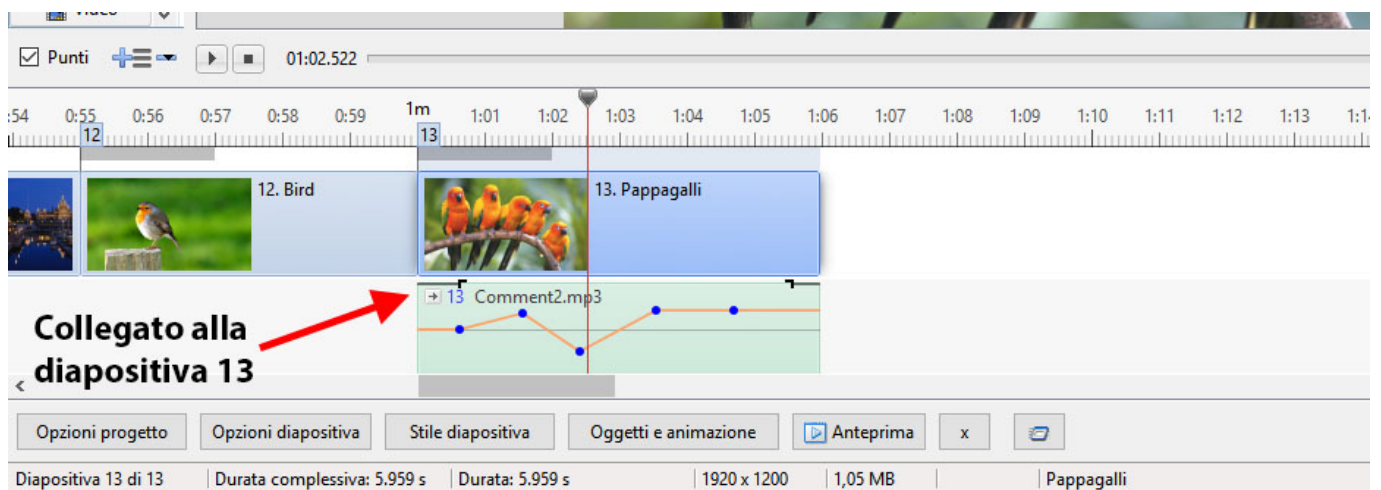 Punti 01:02.522
:54 0:55 0:56 0:57 0:58 0:59 1m 1:01 1:02 1:03 1:04 1:05 1:06 1:07 1:08 1:09 1:10 1:11 1:12 1:13
12 13
12. Bird 13. Pappagalli
13 Comment2.mp3
Collegato alla
diapositiva 13
Opzioni progetto Opzioni diapositiva Stile diapositiva Oggetti e animazione Anteprima x
Diapositiva 13 di 13 Durata complessiva: 5.959 s Durata: 5.959 s 1920 x 1200 1,05 MB Pappagalli